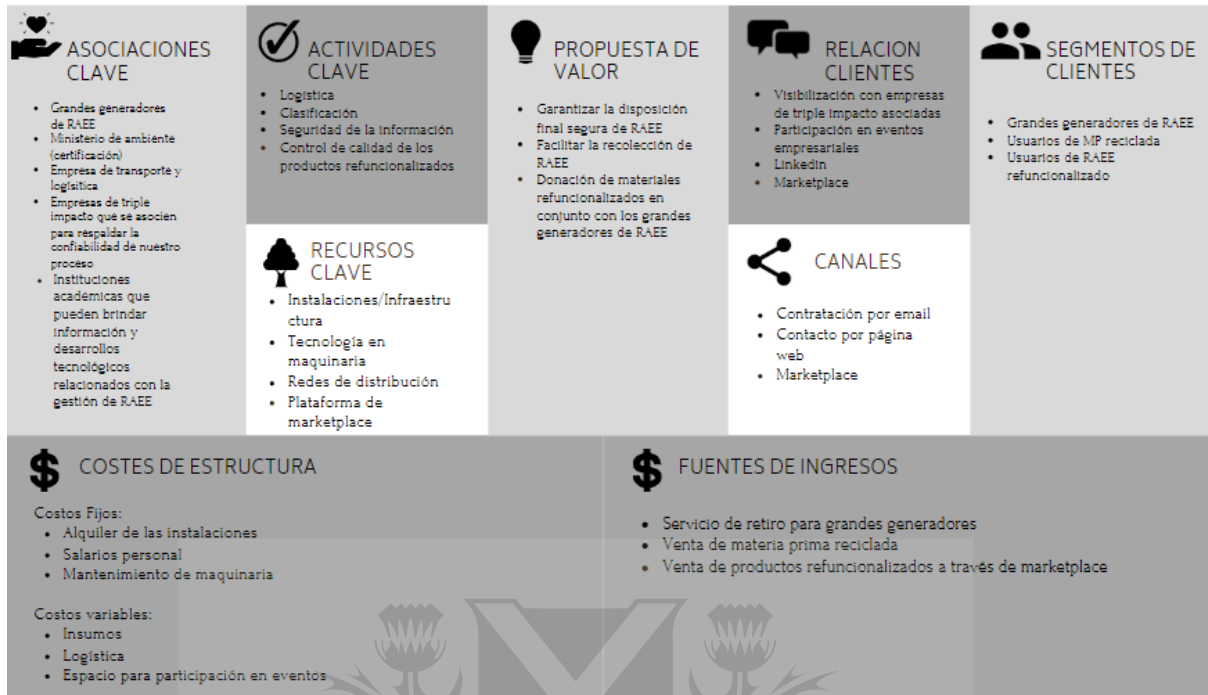 ASOCIACIONES
CLAVE
• Grandes generadores
de RAEE
• Ministerio de ambiente
(certificación)
• Empresa de transporte y
logísitica
• Empresas de triple
impacto que se asocien
para respaldar la
confiabilidad de nuestro
proceso
• Instituciones
académicas que
pueden brindar
información y
desarrollos
tecnológicos
relacionados con la
gestión de RAEE
ACTIVIDADES
CLAVE
• Logística
• Clasificación
• Seguridad de la información
• Control de calidad de los
productos refuncionalizados
RECURSOS
CLAVE
• Instalaciones/Infraestru
ctura
• Tecnología en
maquinaria
• Redes de distribución
• Plataforma de
marketplace
PROPUESTA DE
VALOR
• Garantizar la disposición
final segura de RAEE
• Facilitar la recolección de
RAEE
• Donación de materiales
refuncionalizados en
conjunto con los grandes
generadores de RAEE
RELACION
CLIENTES
• Visibilización con empresas
de triple impacto asociadas
• Participación en eventos
empresariales
• Linkedin
• Marketplace
CANALES
• Contratación por email
• Contacto por página
web
• Marketplace
SEGMENTOS DE
CLIENTES
• Grandes generadores de RAEE
• Usuarios de MP reciclada
• Usuarios de RAEE
refuncionalizado
$ COSTES DE ESTRUCTURA
Costos Fijos:
• Alquiler de las instalaciones
• Salarios personal
• Mantenimiento de maquinaria
Costos variables:
• Insumos
• Logística
• Espacio para participación en eventos
$ FUENTES DE INGRESOS
• Servicio de retiro para grandes generadores
• Venta de materia prima reciclada
• Venta de productos refuncionalizados a través de marketplace